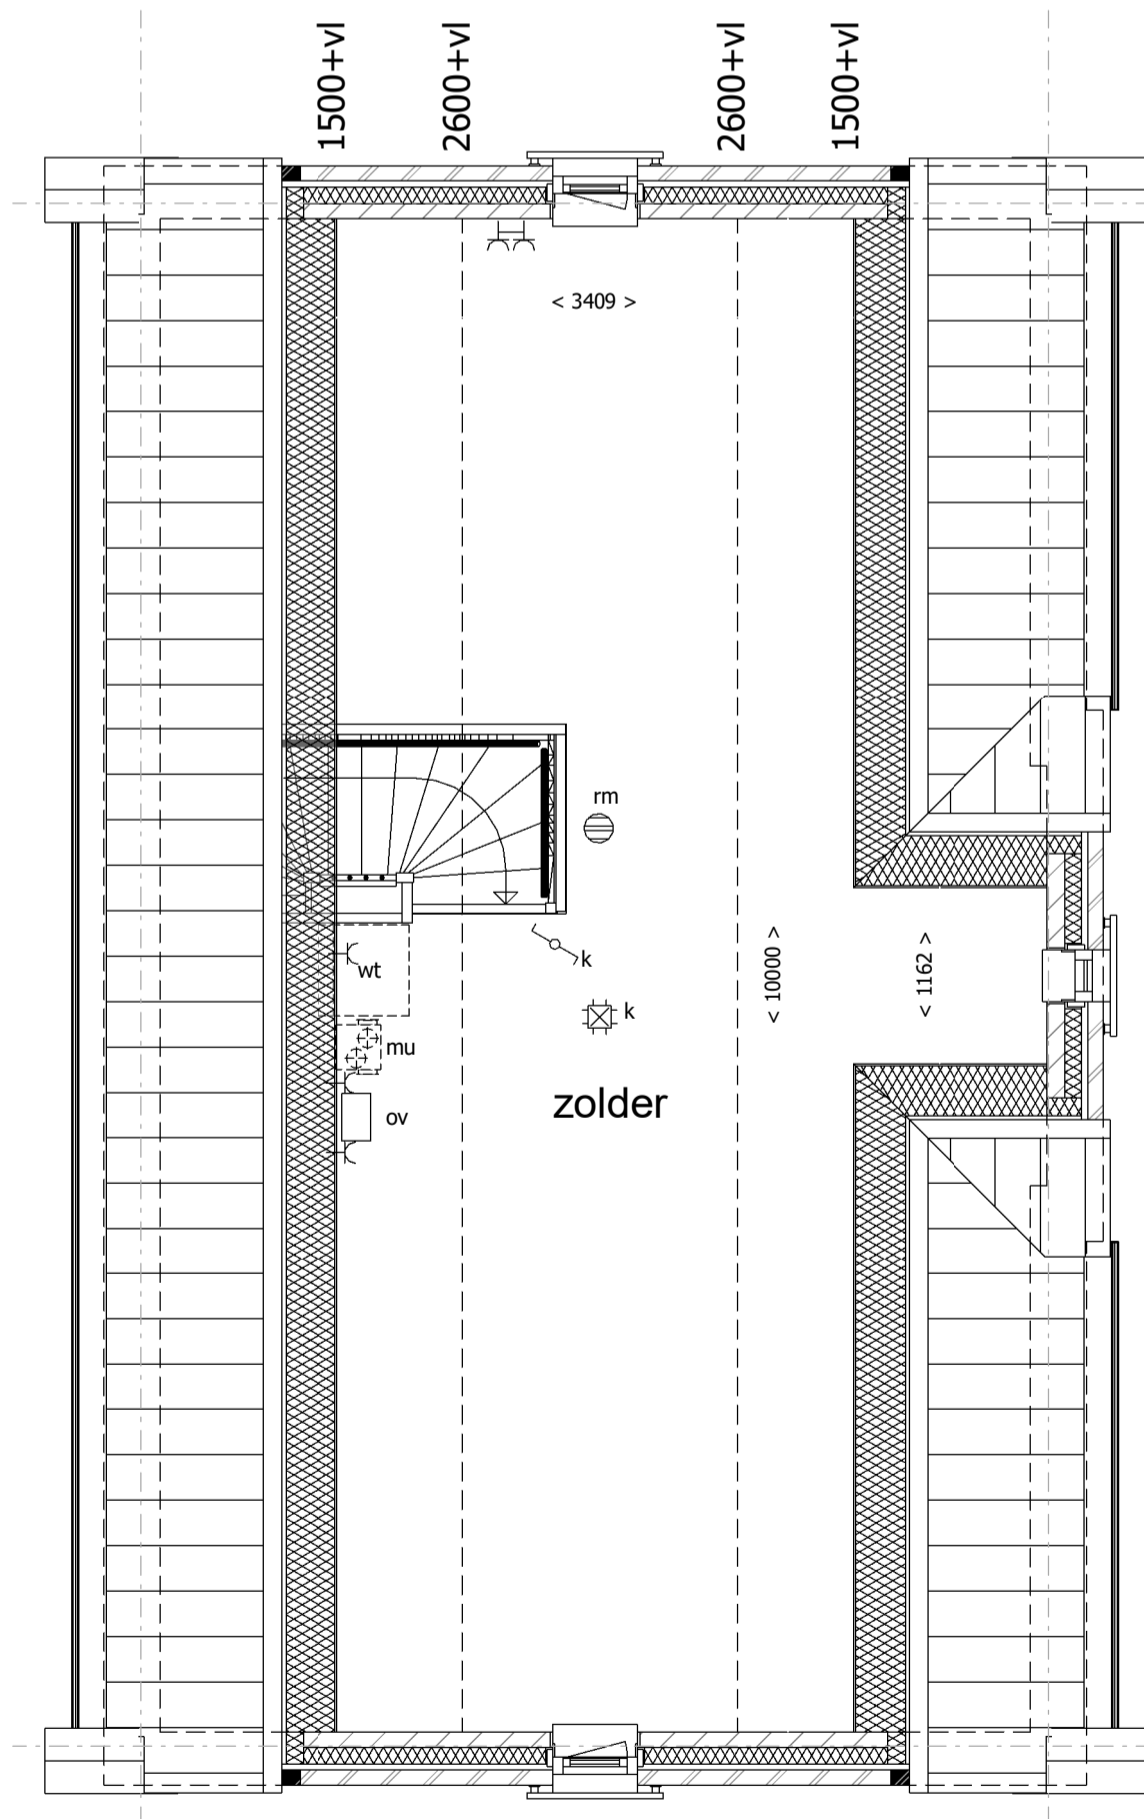 1500+vl
2600+vl
2600+vl
1500+vl
< 3409 >
rm
k
wt
< 10000 >
< 1162 >
k
mu
zolder
ov